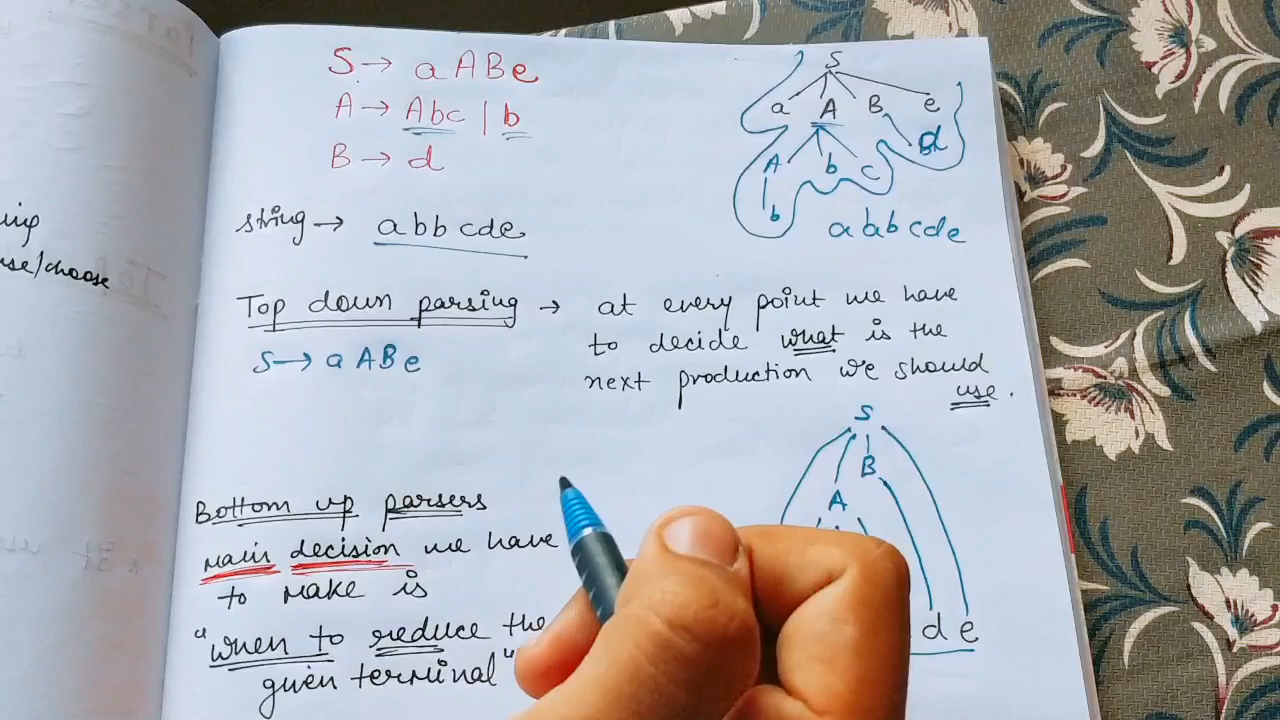 S → aABe
A → Abc | b
B → d
string → abbcde
Top down parsing → at every point we have
to decide what is the
next production we should
use.
S → aABe
Bottom up parsers
main decision we have
to make is
"when to reduce the
given terminal"
S
a A B e
A b c d
b
abbcde
S
B
A
d e
use/choose